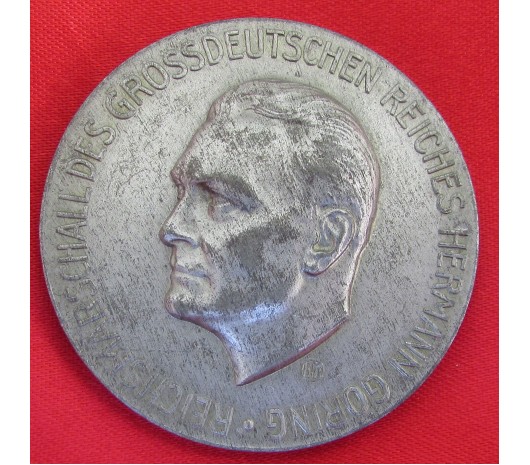 REICHSMARSCHALL DES GROSSDEUTSCHEN REICHES HERMANN GÖRING ·